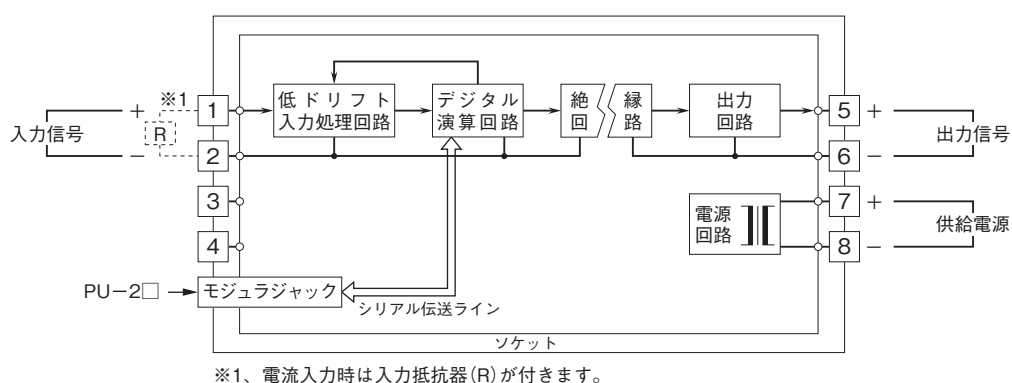 ※1
+
入力信号
R
−
1
2
3
4
低ドリフト
入力処理回路
デジタル
演算回路
絶 縁
回 路
出力
回路
5 +
6 −
出力信号
電源
回路
7 +
8 −
供給電源
PU−2□
モジュラジャック
シリアル伝送ライン
ソケット
※1、電流入力時は入力抵抗器(R)が付きます。